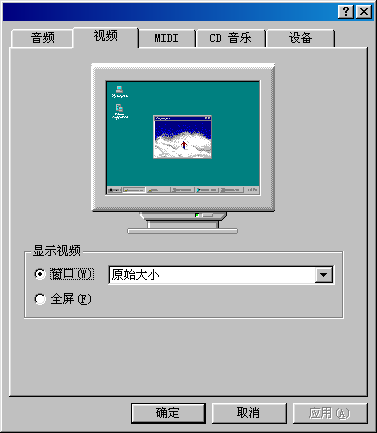 音频 视频 MIDI CD 音乐 设备
显示视频
窗口(W) 原始大小
全屏(F)
确定 取消 应用(A)